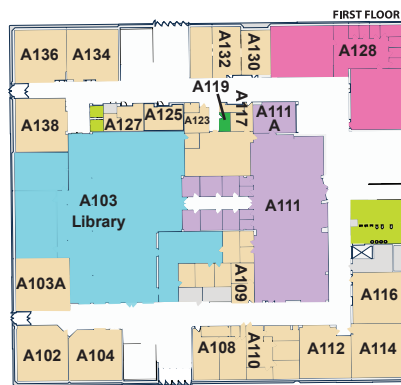 FIRST FLOOR
A136
A134
A132
A130
A128
A119
A117
A138
A127
A125
A123
A111
A
A103
Library
A111
A103A
A109
A116
A102
A104
A108
A110
A112
A114